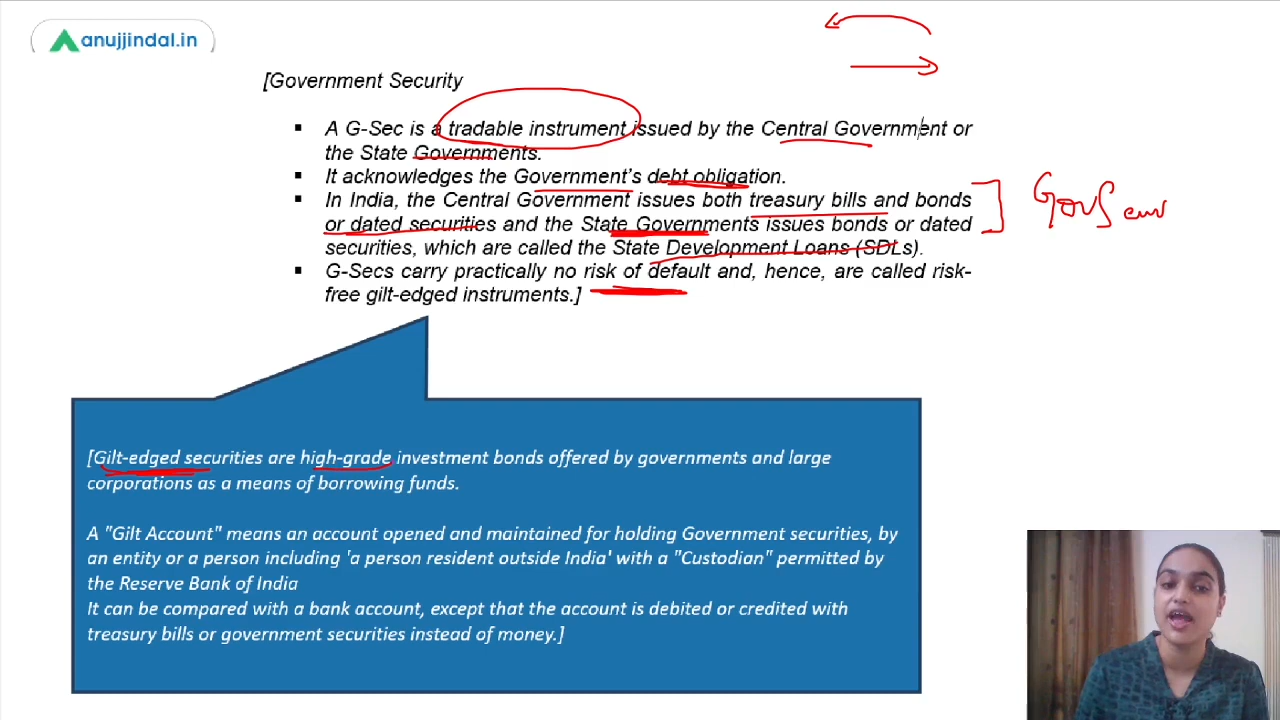 anujjindal.in
[Government Security
▪ A G-Sec is a tradable instrument issued by the Central Government or
the State Governments.
▪ It acknowledges the Government's debt obligation.
▪ In India, the Central Government issues both treasury bills and bonds
or dated securities and the State Governments issues bonds or dated
securities, which are called the State Development Loans (SDLs).
▪ G-Secs carry practically no risk of default and, hence, are called risk-
free gilt-edged instruments.]
[Gilt-edged securities are high-grade investment bonds offered by governments and large
corporations as a means of borrowing funds.
A "Gilt Account" means an account opened and maintained for holding Government securities, by
an entity or a person including 'a person resident outside India' with a "Custodian" permitted by
the Reserve Bank of India
It can be compared with a bank account, except that the account is debited or credited with
treasury bills or government securities instead of money.]